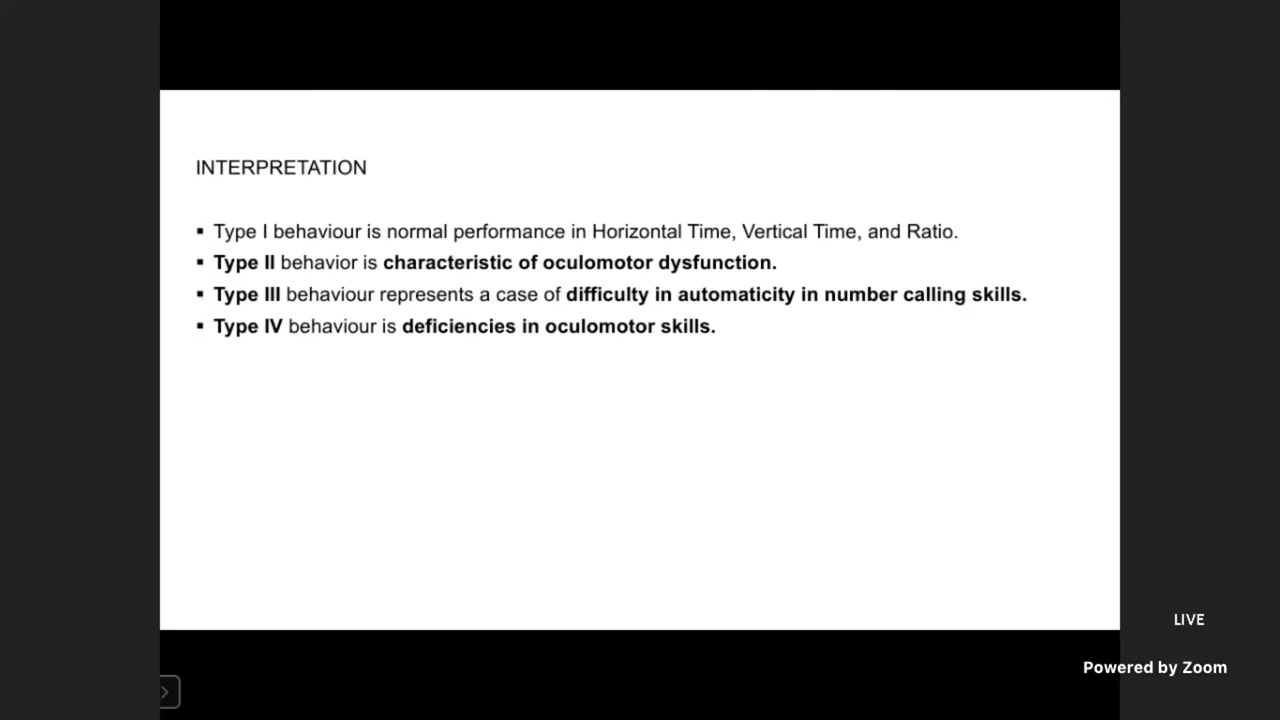 INTERPRETATION
▪ Type I behaviour is normal performance in Horizontal Time, Vertical Time, and Ratio.
▪ Type II behavior is characteristic of oculomotor dysfunction.
▪ Type III behaviour represents a case of difficulty in automaticity in number calling skills.
▪ Type IV behaviour is deficiencies in oculomotor skills.
LIVE
Powered by Zoom